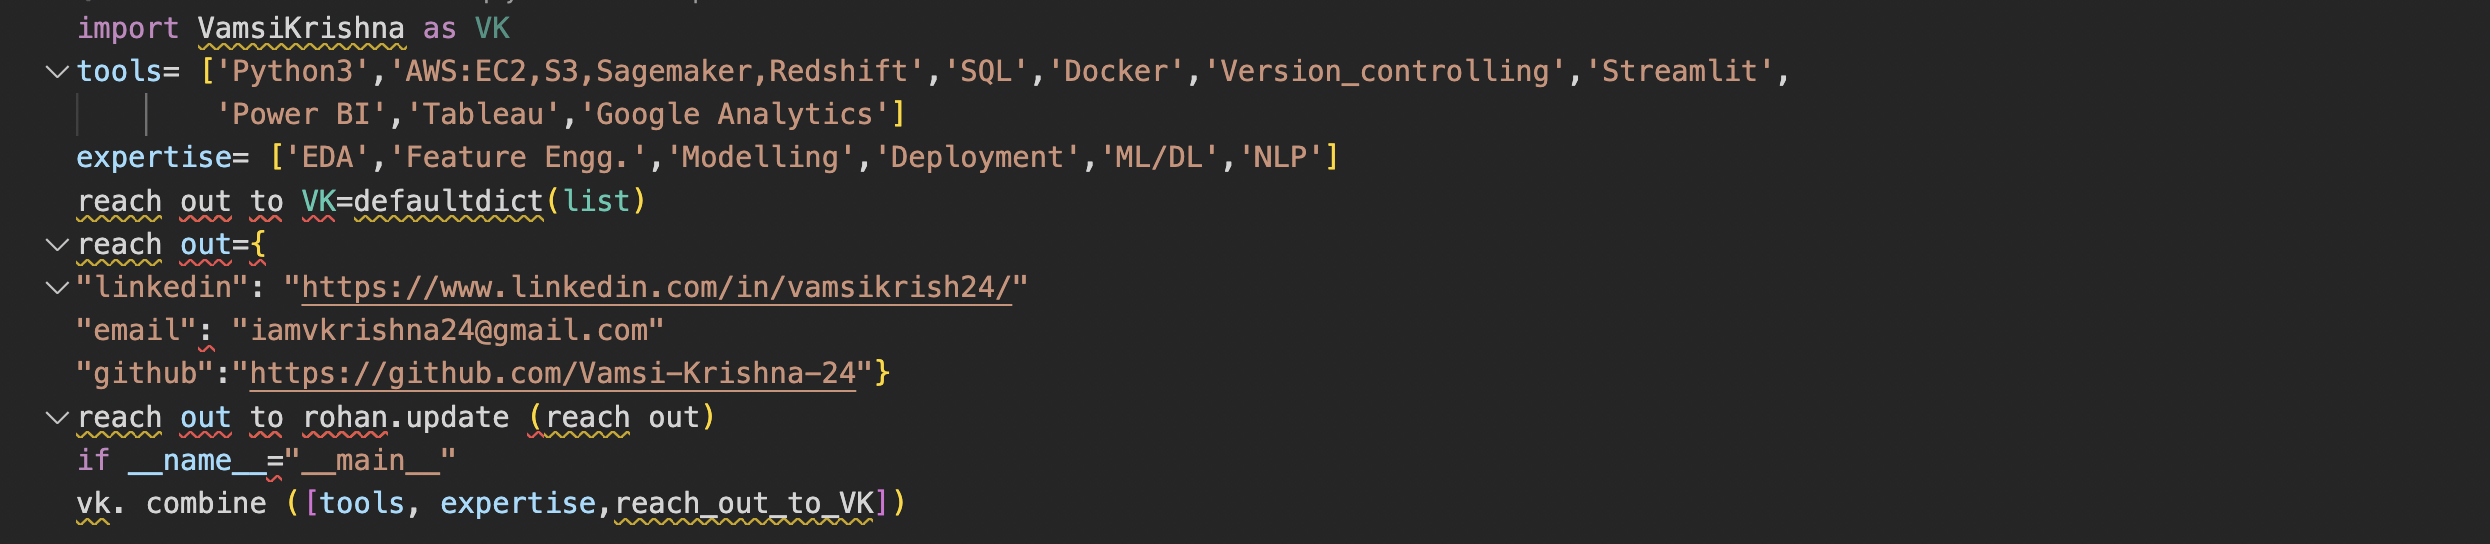 import VamsiKrishna as VK
tools= ['Python3','AWS:EC2,S3,Sagemaker,Redshift','SQL','Docker','Version_controlling','Streamlit',
'Power BI','Tableau','Google Analytics']
expertise= ['EDA','Feature Engg.','Modelling','Deployment','ML/DL','NLP']
reach out to VK=defaultdict(list)
reach out={
"linkedin": "https://www.linkedin.com/in/vamsikrish24/"
"email": "iamvkrishna24@gmail.com"
"github":"https://github.com/Vamsi-Krishna-24"}
reach out to rohan.update (reach out)
if __name__="__main__"
vk. combine ([tools, expertise,reach_out_to_VK])